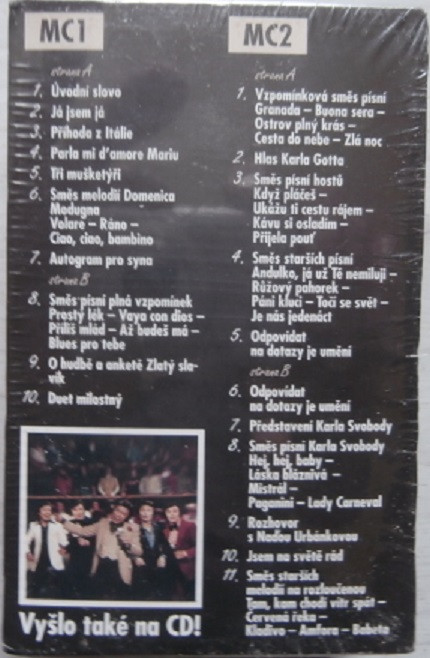 MC1
strana A
1. Úvodní slovo
2. Já jsem já
3. Příhoda z Itálie
4. Parla mi d'amore Mariu
5. Tři mušketýři
6. Směs melodií Domenica
Modugna
Volare – Ráno –
Ciao, ciao, bambino
7. Autogram pro syna
strana B
8. Směs písní plná vzpomínek
Prostý lék – Vaya con dios –
Příliš mlád – Až budeš má –
Blues pro tebe
9. O hudbě a anketě Zlatý sla-
vík
10. Duet milostný
Vyšlo také na CD!
MC2
strana A
1. Vzpomínková směs písní
Granada – Buona sera –
Ostrov plný krás –
Cesta do nebe – Zlá noc
2. Hlas Karla Gotta
3. Směs písní hostů
Když pláčeš –
Ukážu ti cestu rájem –
Kávu si osladím –
Přijela pouť
4. Směs starších písní
Andulko, já už Tě nemiluji –
Růžový pahorek –
Páni kluci – Točí se svět –
Je nás jedenáct
5. Odpovídat
na dotazy je umění
strana B
6. Odpovídat
na dotazy je umění
7. Představení Karla Svobody
8. Směs písní Karla Svobody
Hej, hej, baby –
Láska bláznivá –
Mistrál –
Paganini – Lady Carneval
9. Rozhovor
s Naďou Urbánkovou
10. Jsem na světě rád
11. Směs starších
melodií na rozloučenou
Tam, kam chodí vítr spát –
Červená řeka –
Kladivo – Amfora – Babeta